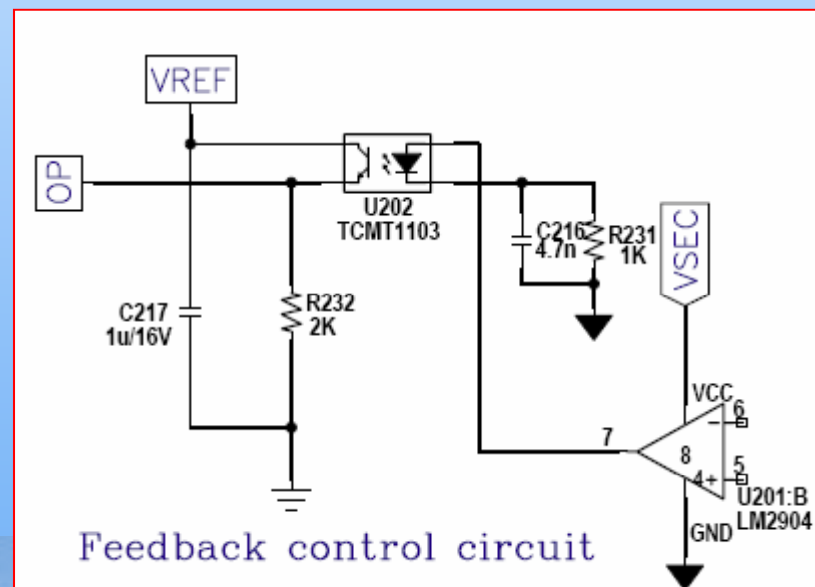 VREF
OP
U202
TCMT1103
C216
4.7n
R231
1K
VSEC
C217
1u/16V
R232
2K
VCC
6
7
8
5
4+
U201:B
LM2904
GND
Feedback control circuit